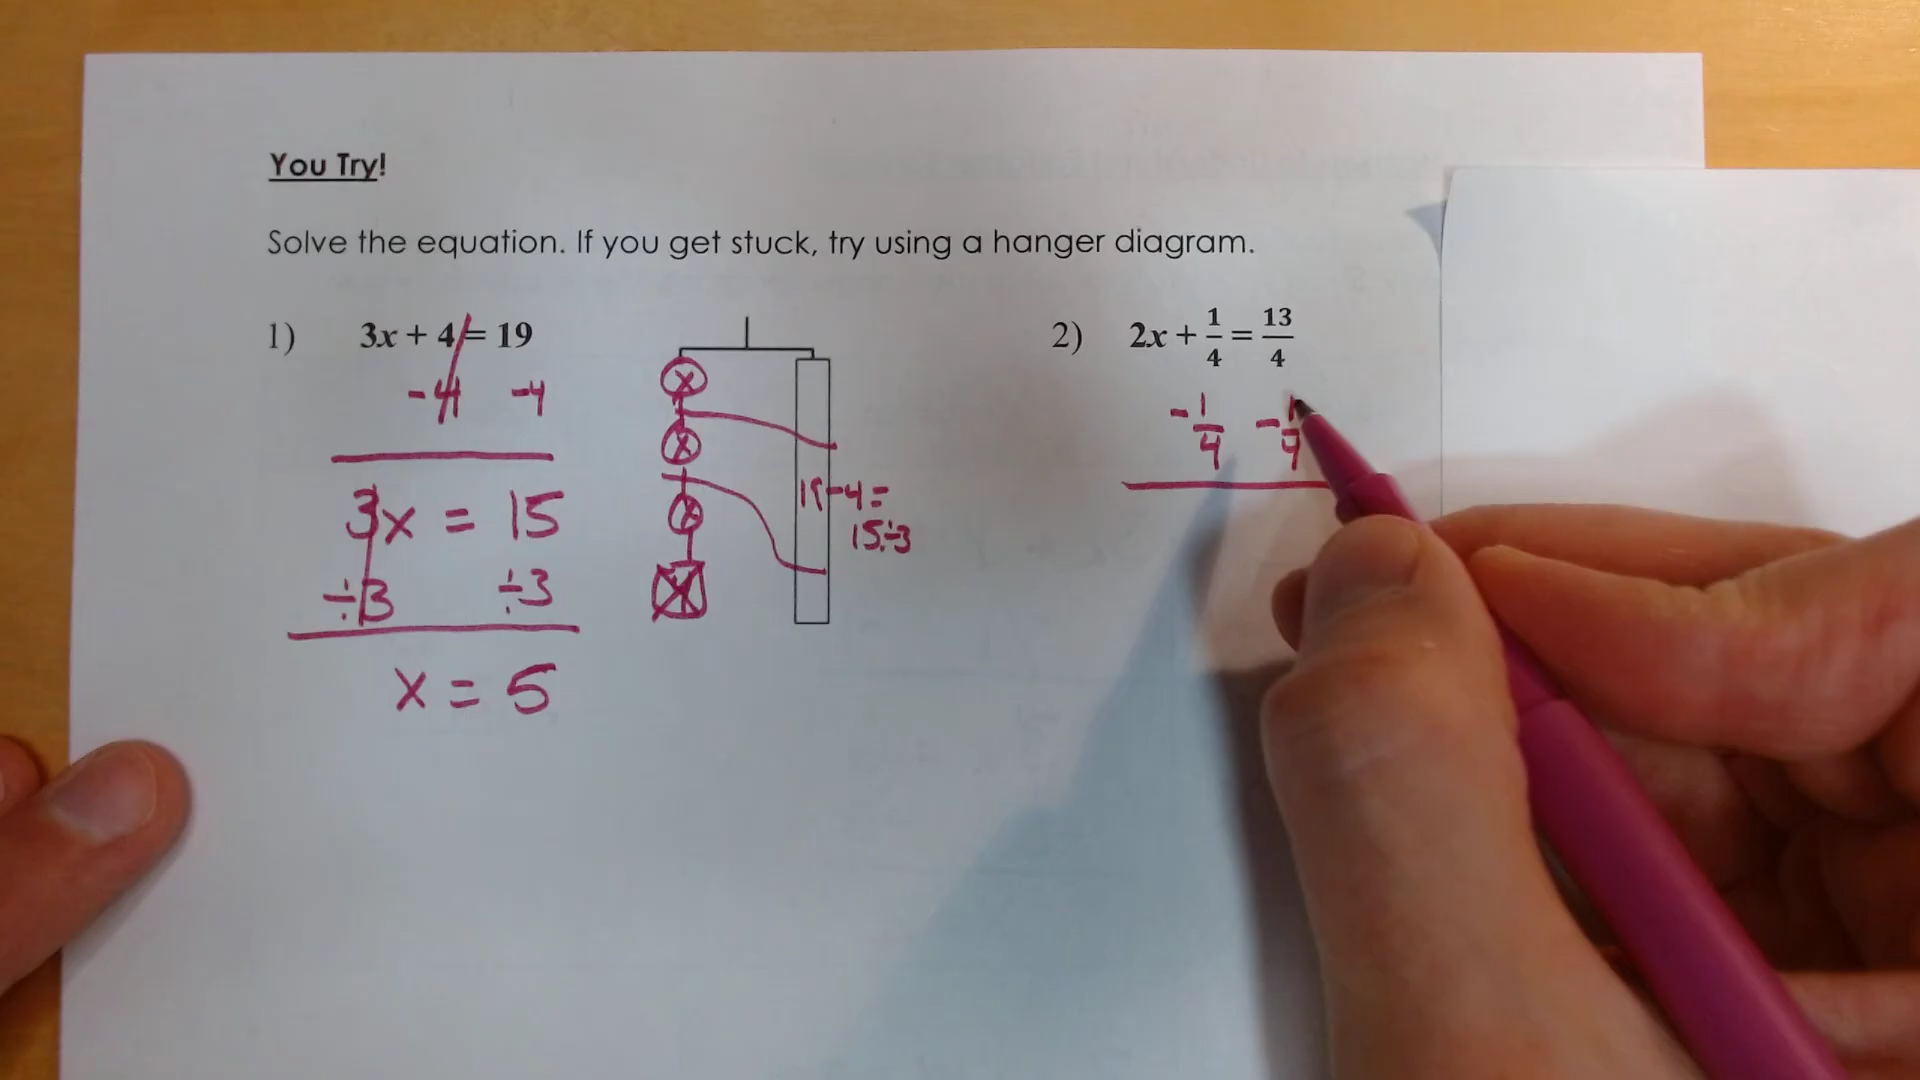 You Try!
Solve the equation. If you get stuck, try using a hanger diagram.
1) 3x + 4 = 19
-4 -4
3x = 15
÷3 ÷3
x = 5
x
x
x
19-4=
15÷3
2) 2x + 1/4 = 13/4
-1/4 -1/4